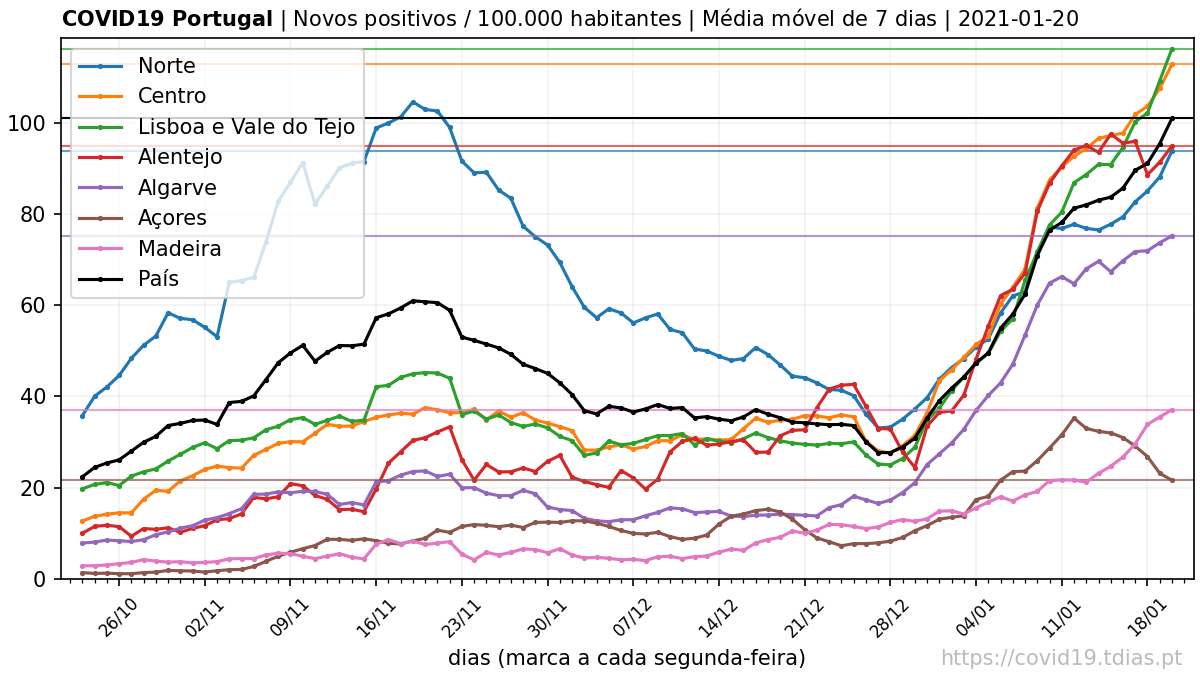 COVID19 Portugal | Novos positivos / 100.000 habitantes | Média móvel de 7 dias | 2021-01-20
Norte
Centro
Lisboa e Vale do Tejo
Alentejo
Algarve
Açores
Madeira
País
100
80
60
40
20
0
26/10
02/11
09/11
16/11
23/11
30/11
07/12
14/12
21/12
28/12
04/01
11/01
18/01
dias (marca a cada segunda-feira)
https://covid19.tdias.pt